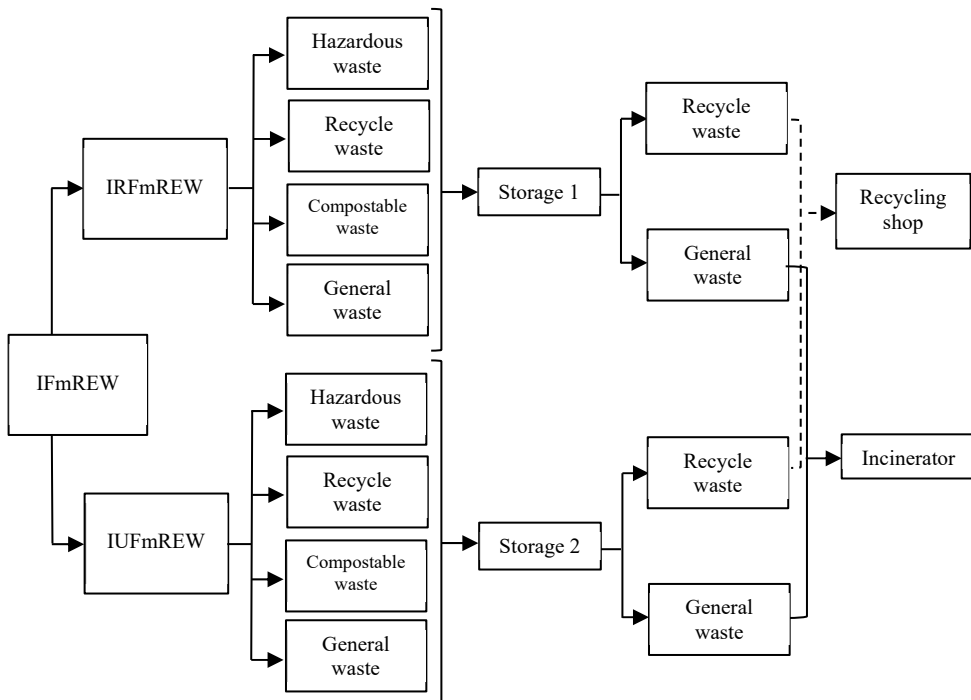 IFmREW
IRFmREW
Hazardous
waste
Recycle
waste
Compostable
waste
General
waste
Storage 1
Recycle
waste
General
waste
Recycling
shop
IUFmREW
Hazardous
waste
Recycle
waste
Compostable
waste
General
waste
Storage 2
Recycle
waste
General
waste
Incinerator